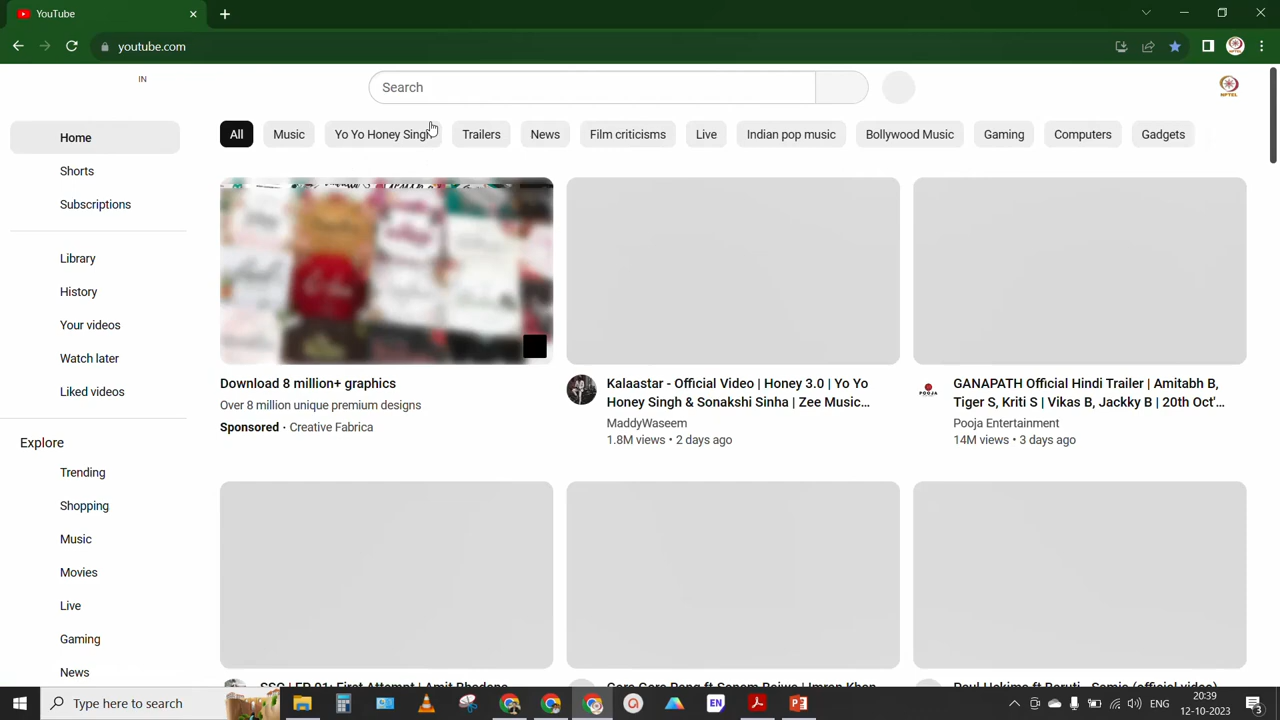 YouTube
youtube.com
IN
Search
NPTEL
All Music Yo Yo Honey Singh Trailers News Film criticisms Live Indian pop music Bollywood Music Gaming Computers Gadgets
Home
Shorts
Subscriptions
Library
History
Your videos
Watch later
Liked videos
Explore
Trending
Shopping
Music
Movies
Live
Gaming
News
Download 8 million+ graphics
Over 8 million unique premium designs
Sponsored · Creative Fabrica
Kalaastar - Official Video | Honey 3.0 | Yo Yo
Honey Singh & Sonakshi Sinha | Zee Music...
MaddyWaseem
1.8M views • 2 days ago
POOJA
GANAPATH Official Hindi Trailer | Amitabh B,
Tiger S, Kriti S | Vikas B, Jackky B | 20th Oct'...
Pooja Entertainment
14M views • 3 days ago
Type here to search
EN
ENG
20:39
12-10-2023
3